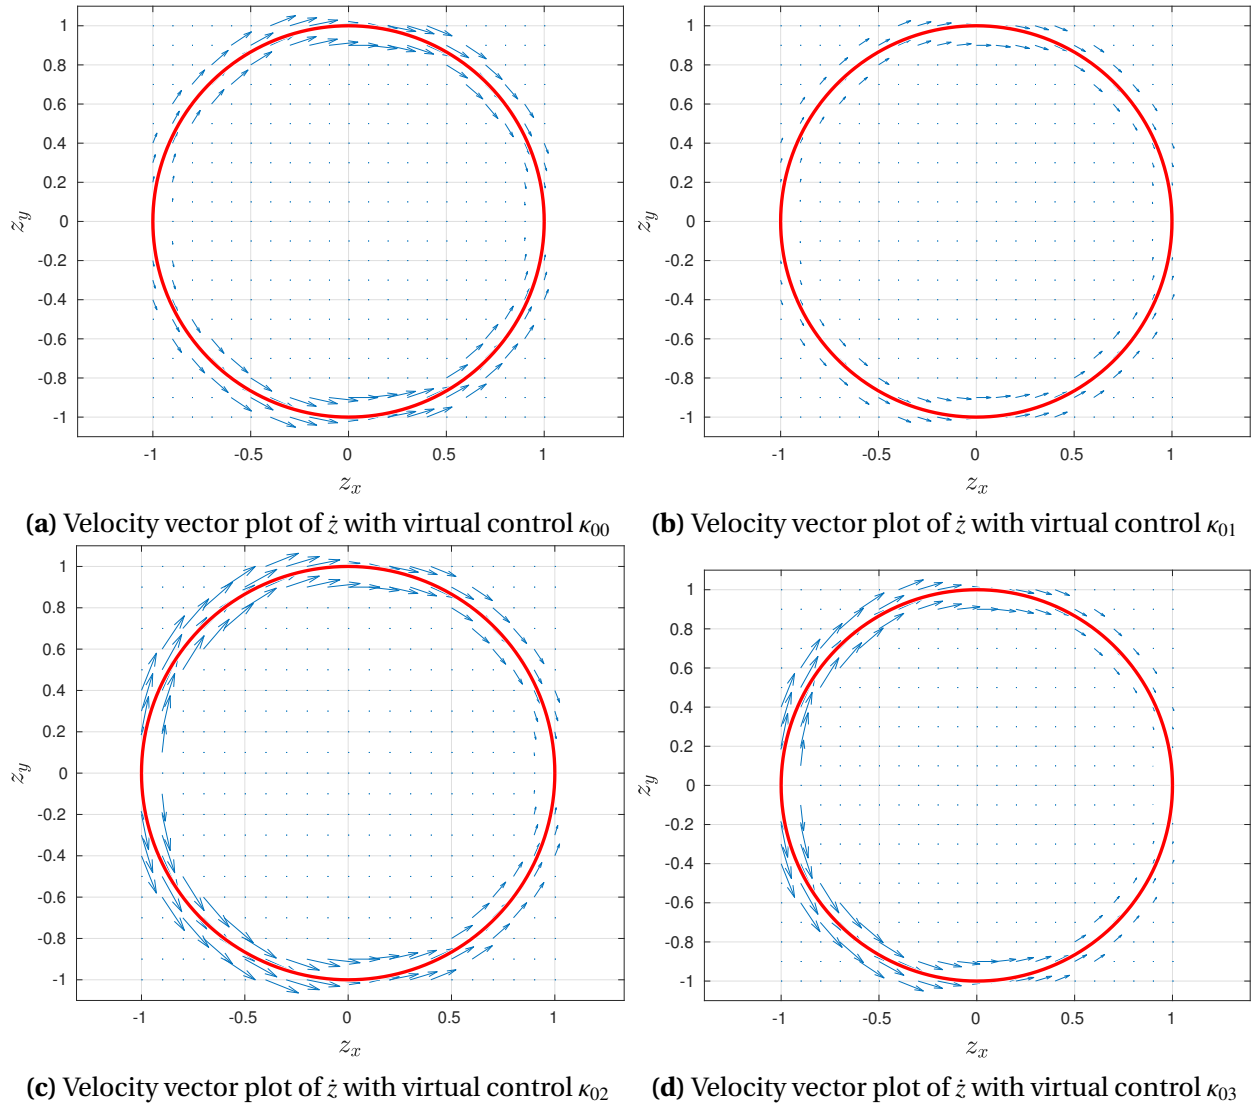 1
0.8
0.6
0.4
0.2
0
-0.2
-0.4
-0.6
-0.8
-1
z_y
-1 -0.5 0 0.5 1
z_x
(a) Velocity vector plot of ż with virtual control κ₀₀
1
0.8
0.6
0.4
0.2
0
-0.2
-0.4
-0.6
-0.8
-1
z_y
-1 -0.5 0 0.5 1
z_x
(b) Velocity vector plot of ż with virtual control κ₀₁
1
0.8
0.6
0.4
0.2
0
-0.2
-0.4
-0.6
-0.8
-1
z_y
-1 -0.5 0 0.5 1
z_x
(c) Velocity vector plot of ż with virtual control κ₀₂
1
0.8
0.6
0.4
0.2
0
-0.2
-0.4
-0.6
-0.8
-1
z_y
-1 -0.5 0 0.5 1
z_x
(d) Velocity vector plot of ż with virtual control κ₀₃